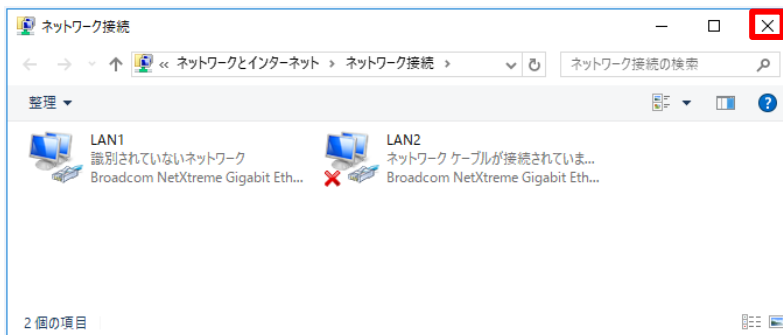 ネットワーク接続
« ネットワークとインターネット › ネットワーク接続 ›
ネットワーク接続の検索
整理 ▼
LAN1
識別されていないネットワーク
Broadcom NetXtreme Gigabit Eth...
LAN2
ネットワーク ケーブルが接続されていま...
Broadcom NetXtreme Gigabit Eth...
2 個の項目